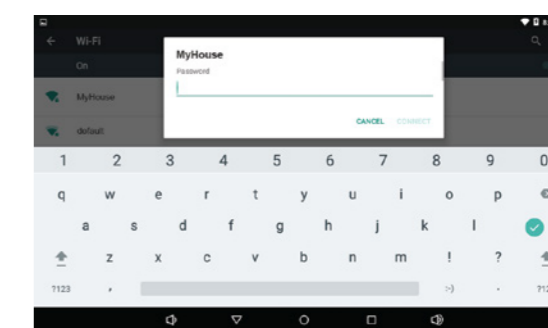 Wi-Fi
MyHouse
Password
On
MyHouse
default
CANCEL CONNECT
1 2 3 4 5 6 7 8 9 0
q w e r t y u i o p
a s d f g h j k l
z x c v b n m ! ?
?123 , :-) .